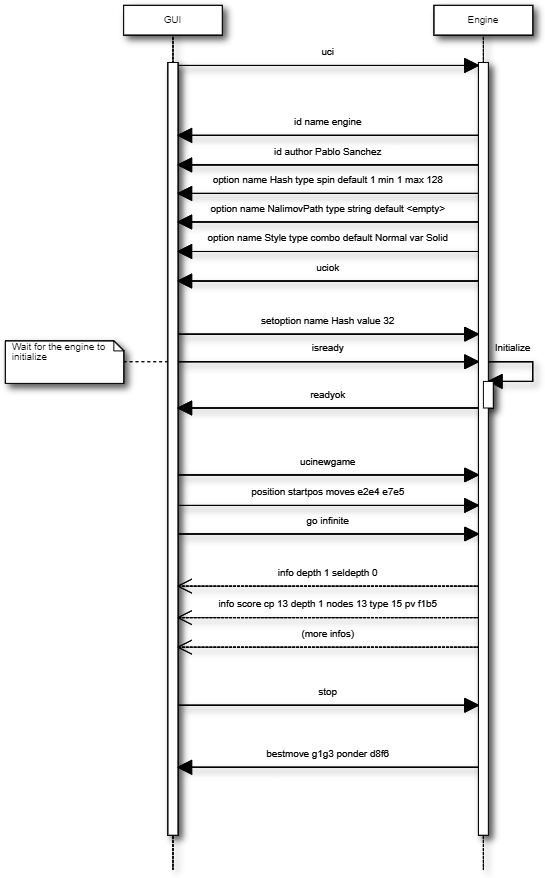 GUI
Engine
uci
id name engine
id author Pablo Sanchez
option name Hash type spin default 1 min 1 max 128
option name NalimovPath type string default <empty>
option name Style type combo default Normal var Solid
uciok
setoption name Hash value 32
Wait for the engine to
initialize
isready
Initialize
readyok
ucinewgame
position startpos moves e2e4 e7e5
go infinite
info depth 1 seldepth 0
info score cp 13 depth 1 nodes 13 type 15 pv f1b5
(more infos)
stop
bestmove g1g3 ponder d8f6